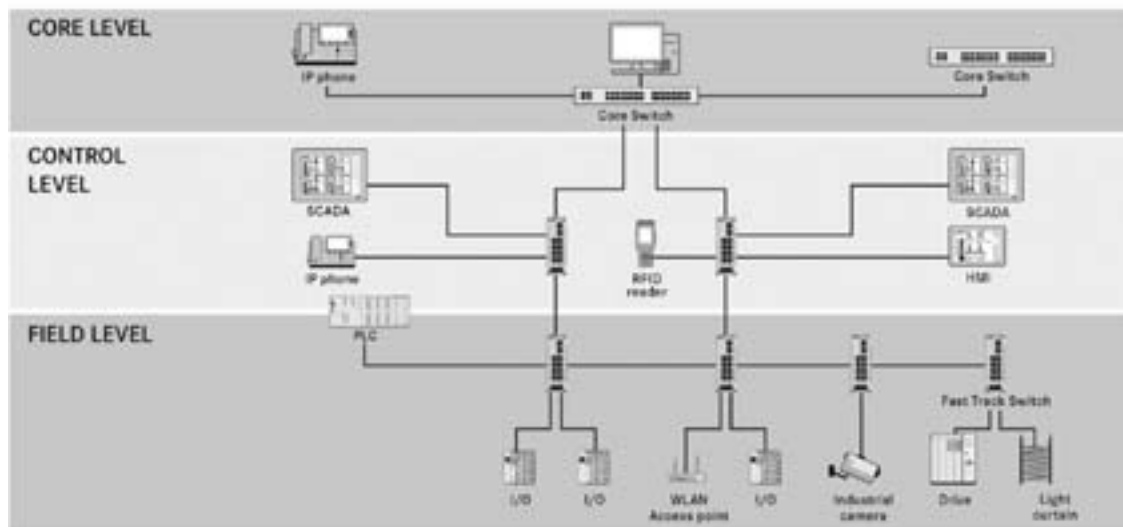 CORE LEVEL
IP phone
Core Switch
Core Switch
CONTROL
LEVEL
SCADA
SCADA
IP phone
RFID
reader
HMI
PLC
FIELD LEVEL
Fast Track Switch
I/O
I/O
WLAN
Access point
I/O
Industrial
camera
Drive
Light
curtain